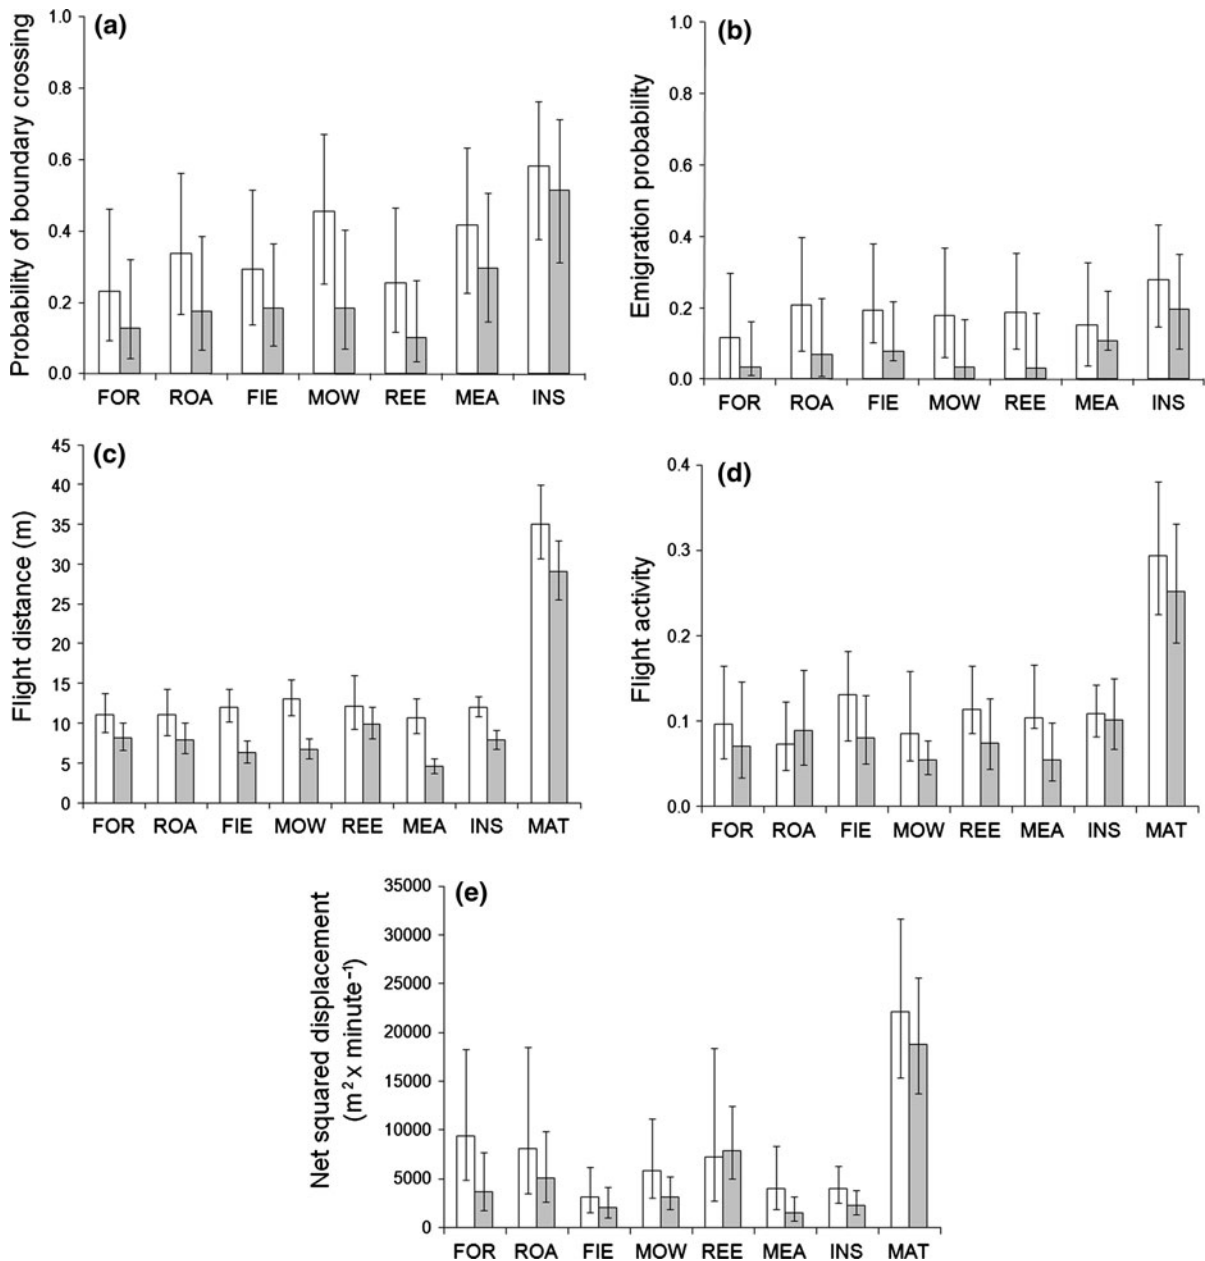 (a)
Probability of boundary crossing
1.0
0.8
0.6
0.4
0.2
0.0
FOR ROA FIE MOW REE MEA INS
(b)
Emigration probability
1.0
0.8
0.6
0.4
0.2
0.0
FOR ROA FIE MOW REE MEA INS
(c)
Flight distance (m)
45
40
35
30
25
20
15
10
5
0
FOR ROA FIE MOW REE MEA INS MAT
(d)
Flight activity
0.4
0.3
0.2
0.1
0.0
FOR ROA FIE MOW REE MEA INS MAT
(e)
Net squared displacement
(m² x minute⁻¹)
35000
30000
25000
20000
15000
10000
5000
0
FOR ROA FIE MOW REE MEA INS MAT